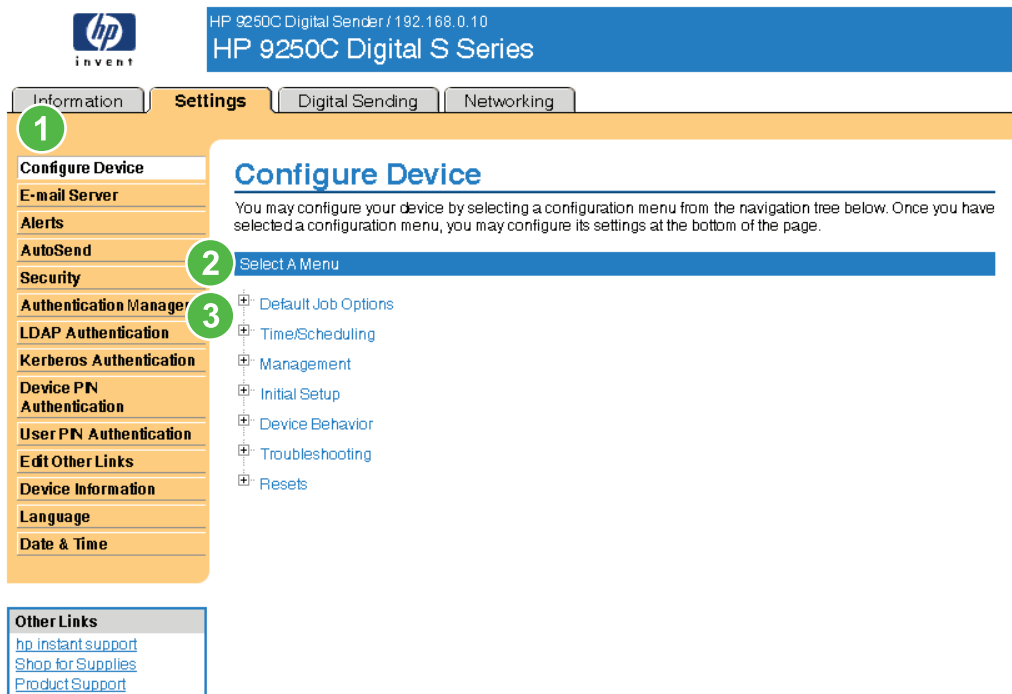 hp
invent
HP 9250C Digital Sender / 192.168.0.10
HP 9250C Digital S Series
Information
Settings
Digital Sending
Networking
1
Configure Device
E-mail Server
Alerts
AutoSend
Security
Authentication Manager
LDAP Authentication
Kerberos Authentication
Device PIN
Authentication
User PIN Authentication
Edit Other Links
Device Information
Language
Date & Time
Other Links
hp instant support
Shop for Supplies
Product Support
Configure Device
You may configure your device by selecting a configuration menu from the navigation tree below. Once you have
selected a configuration menu, you may configure its settings at the bottom of the page.
2
Select A Menu
3
Default Job Options
Time/Scheduling
Management
Initial Setup
Device Behavior
Troubleshooting
Resets